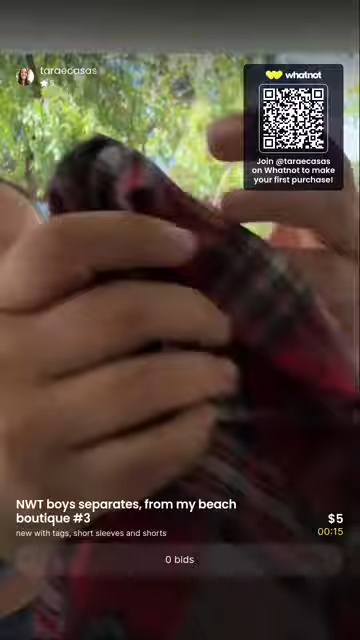 taraecasas
★5
whatnot
Join @taraecasas
on Whatnot to make
your first purchase!
NWT boys separates, from my beach
boutique #3
$5
new with tags, short sleeves and shorts
00:15
0 bids